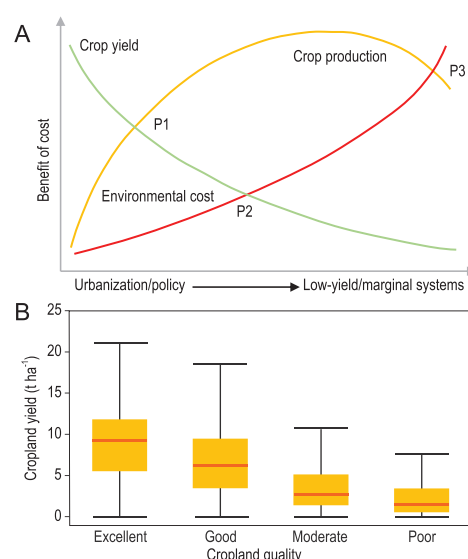 A
Crop yield
Crop production
P3
P1
Environmental cost
P2
Benefit of cost
Urbanization/policy
Low-yield/marginal systems
B
25
20
15
10
5
0
Cropland yield (t ha-1)
Excellent
Good
Moderate
Poor
Cropland quality